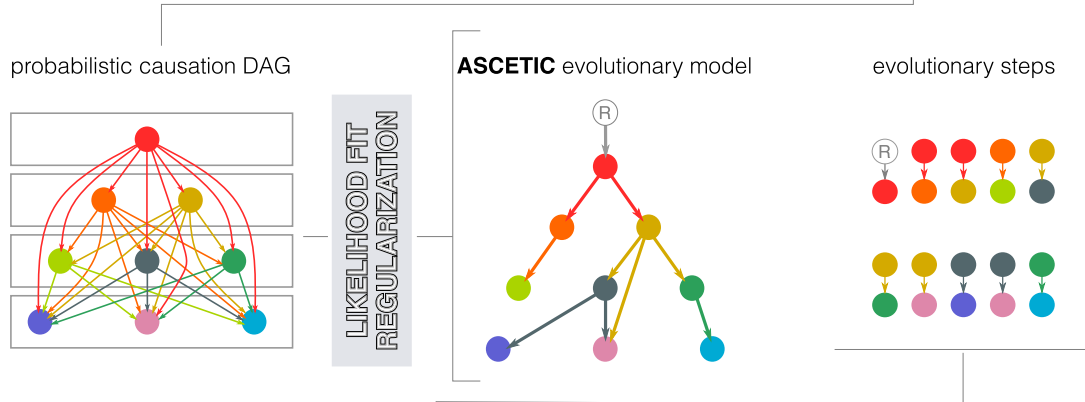 probabilistic causation DAG
LIKELIHOOD FIT
REGULARIZATION
ASCETIC evolutionary model
R
evolutionary steps
R